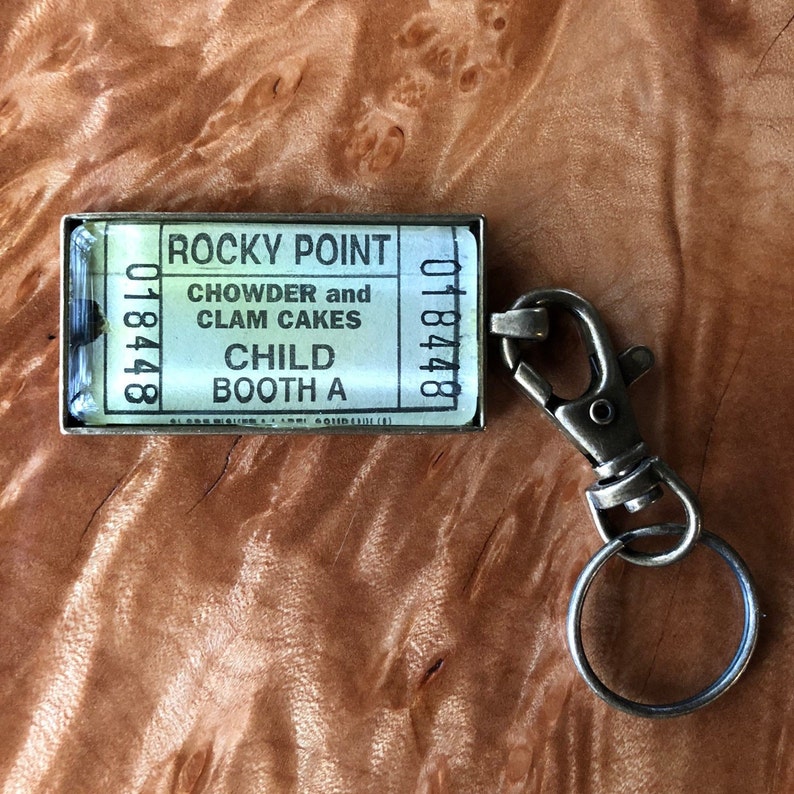 ROCKY POINT
CHOWDER and
CLAM CAKES
CHILD
BOOTH A
018448
018448